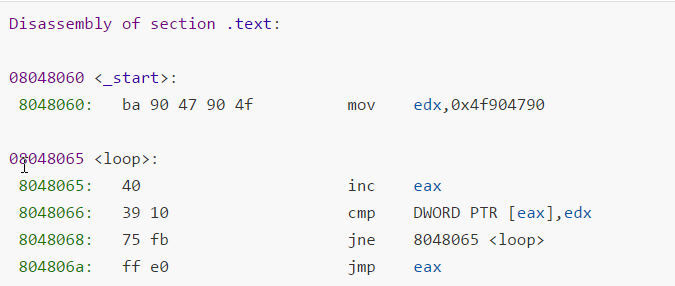 Disassembly of section .text:
08048060 <_start>:
8048060: ba 90 47 90 4f mov edx,0x4f904790
08048065 <loop>:
8048065: 40 inc eax
8048066: 39 10 cmp DWORD PTR [eax],edx
8048068: 75 fb jne 8048065 <loop>
804806a: ff e0 jmp eax